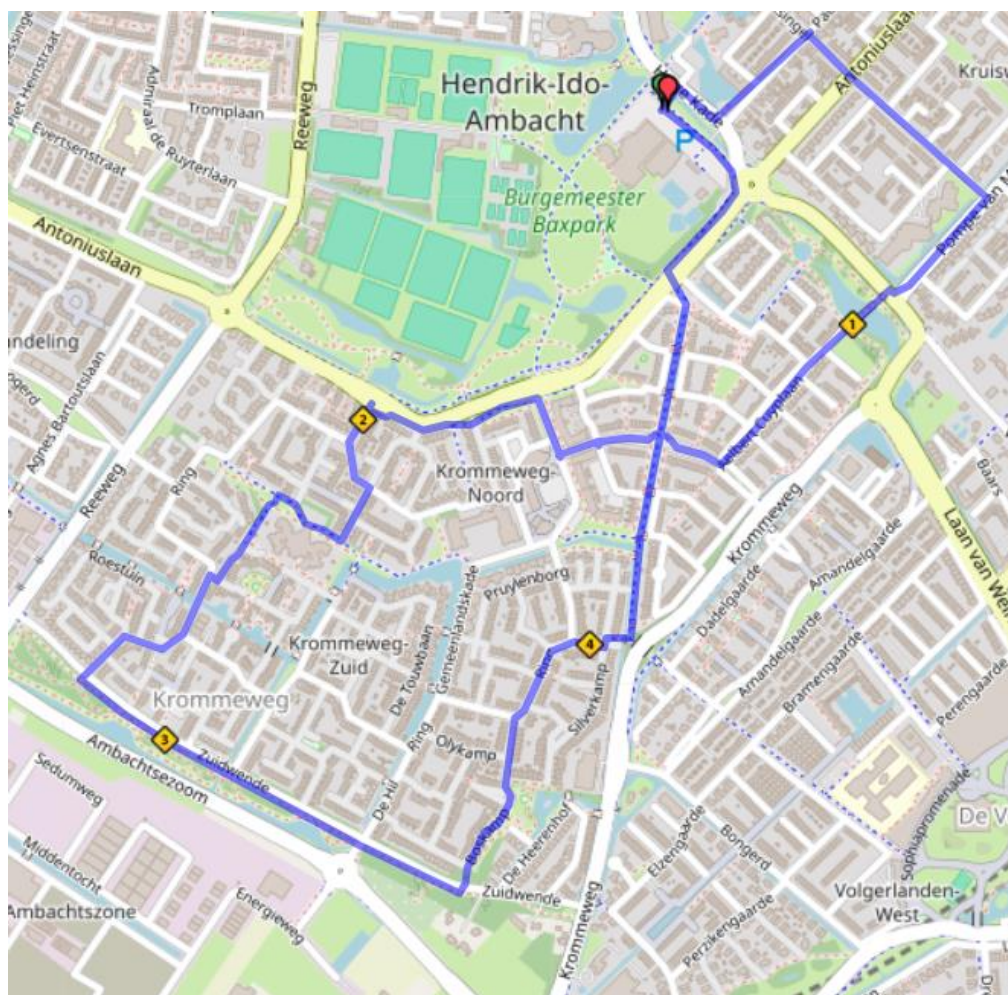 Piet Heinstraat
Admiraal de Ruyterlaan
Tromplaan
Evertsenstraat
Reeweg
Hendrik-Ido-
Ambacht
Kade
P
Antoniuslaan
Burgemeester
Baxpark
Pompe van M
Antoniuslaan
1
Agnes Bartoutslaan
Reeweg
Ring
2
Krommeweg-
Noord
Aelbert Cuyplaan
Krommeweg
Baars
Laan van We
Roestuin
Pruylenborg
Gemeenlandskade
De Touwbaan
Krommeweg-
Zuid
Dadelgaarde
Amandelgaarde
Amandelgaarde
Bramengaarde
Perengaarde
4
Silverkamp
Krommeweg
Ring
Olykamp
3
Zuidwende
Ambachtsezoom
Sedumweg
De Hil
Boskamp
De Heerenhof
Zuidwende
Elzengaarde
Bongerd
Sophiapromenade
De V
Middentocht
Ambachtszone
Energieweg
Krommeweg
Perzikengaarde
Volgerlanden-
West